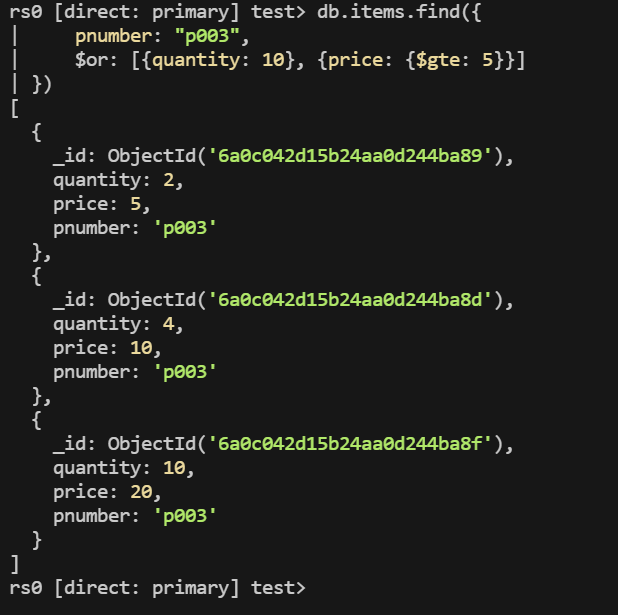 rs0 [direct: primary] test> db.items.find({
|     pnumber: "p003",
|     $or: [{quantity: 10}, {price: {$gte: 5}}]
| })
[
  {
    _id: ObjectId('6a0c042d15b24aa0d244ba89'),
    quantity: 2,
    price: 5,
    pnumber: 'p003'
  },
  {
    _id: ObjectId('6a0c042d15b24aa0d244ba8d'),
    quantity: 4,
    price: 10,
    pnumber: 'p003'
  },
  {
    _id: ObjectId('6a0c042d15b24aa0d244ba8f'),
    quantity: 10,
    price: 20,
    pnumber: 'p003'
  }
]
rs0 [direct: primary] test>